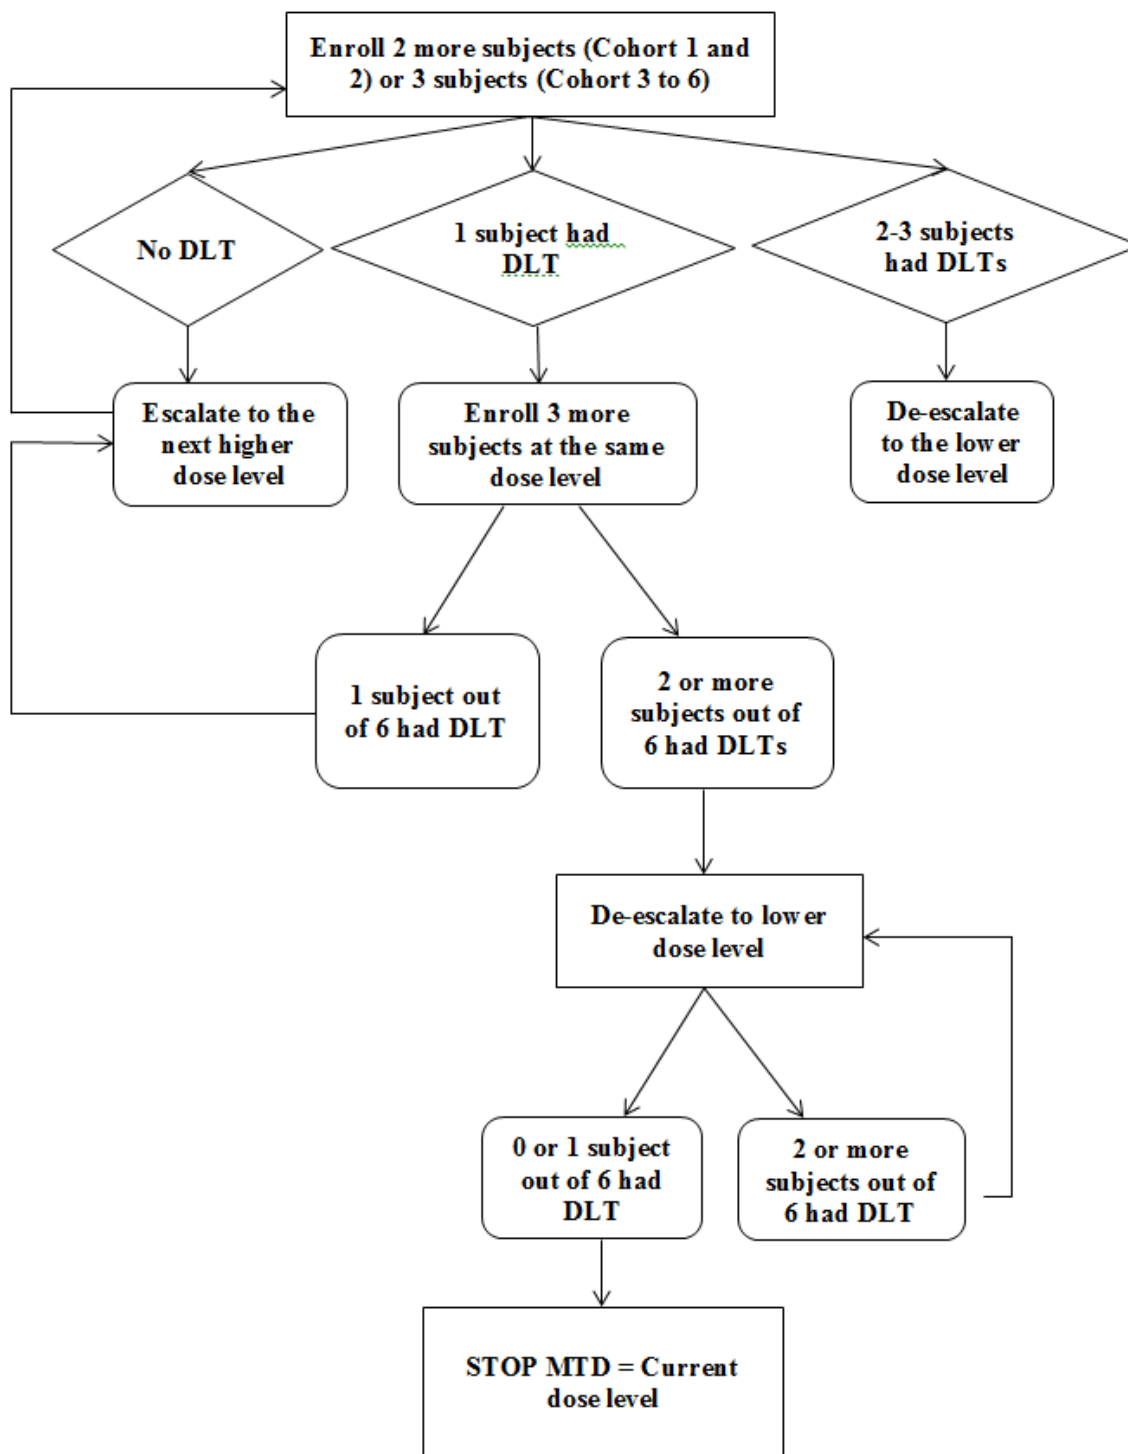 Enroll 2 more subjects (Cohort 1 and
2) or 3 subjects (Cohort 3 to 6)
No DLT
1 subject had
DLT
2-3 subjects
had DLTs
Escalate to the
next higher
dose level
Enroll 3 more
subjects at the same
dose level
De-escalate
to the lower
dose level
1 subject out
of 6 had DLT
2 or more
subjects out of
6 had DLTs
De-escalate to lower
dose level
0 or 1 subject
out of 6 had
DLT
2 or more
subjects out of
6 had DLT
STOP MTD = Current
dose level